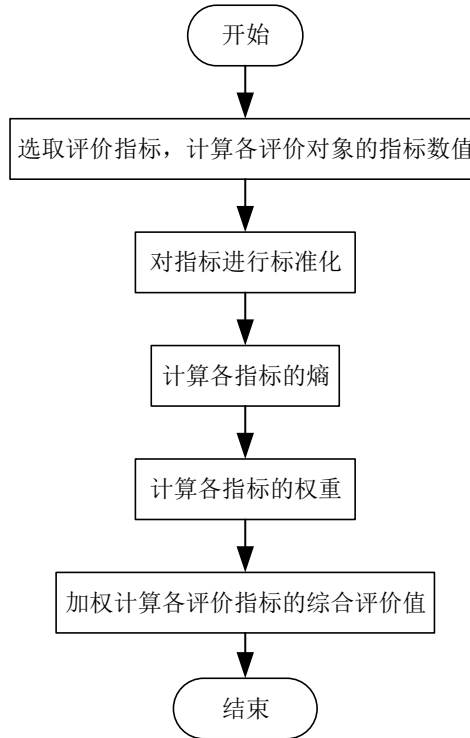 开始
选取评价指标，计算各评价对象的指标数值
对指标进行标准化
计算各指标的熵
计算各指标的权重
加权计算各评价指标的综合评价值
结束